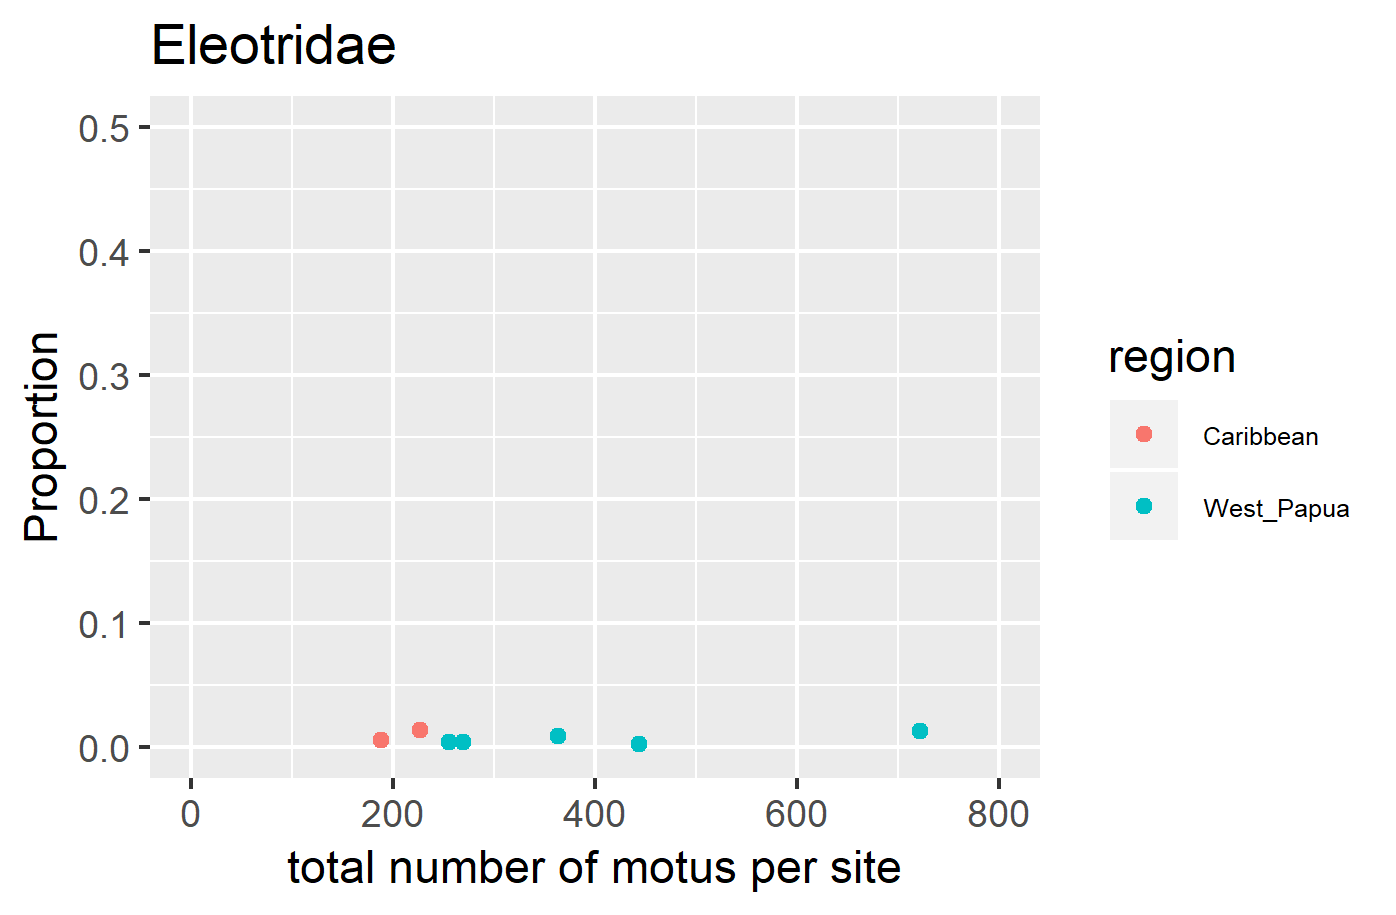 Eleotridae
0.5
0.4
0.3
0.2
0.1
0.0
Proportion
0 200 400 600 800
total number of motus per site
region
Caribbean
West_Papua